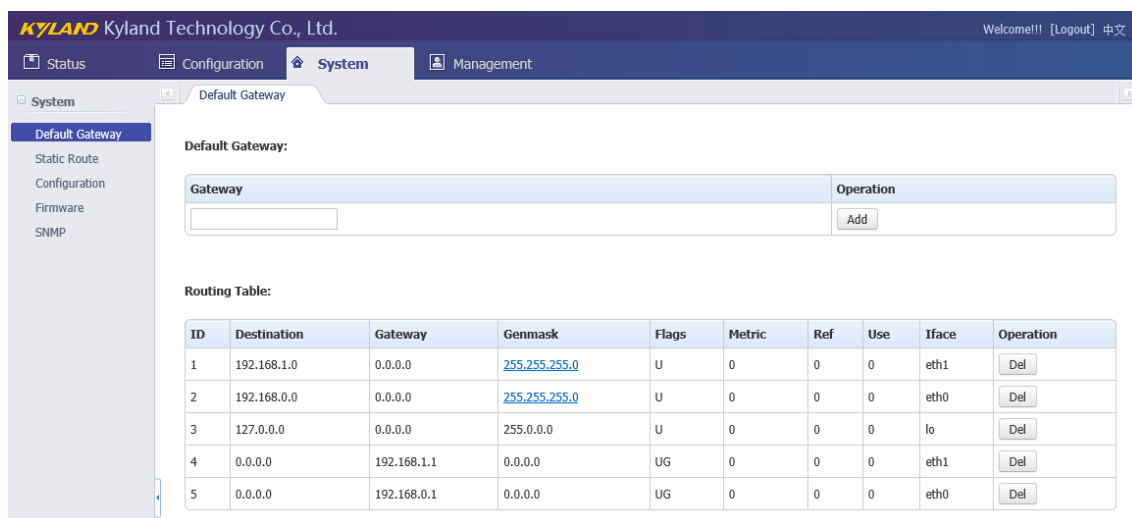 KYLAND Kyland Technology Co., Ltd. Welcome!!! [Logout] 中文
Status Configuration System Management
System
Default Gateway
Static Route
Configuration
Firmware
SNMP
Default Gateway
Default Gateway:
Gateway Operation
Add
Routing Table:
ID Destination Gateway Genmask Flags Metric Ref Use Iface Operation
1 192.168.1.0 0.0.0.0 255.255.255.0 U 0 0 0 eth1 Del
2 192.168.0.0 0.0.0.0 255.255.255.0 U 0 0 0 eth0 Del
3 127.0.0.0 0.0.0.0 255.0.0.0 U 0 0 0 lo Del
4 0.0.0.0 192.168.1.1 0.0.0.0 UG 0 0 0 eth1 Del
5 0.0.0.0 192.168.0.1 0.0.0.0 UG 0 0 0 eth0 Del